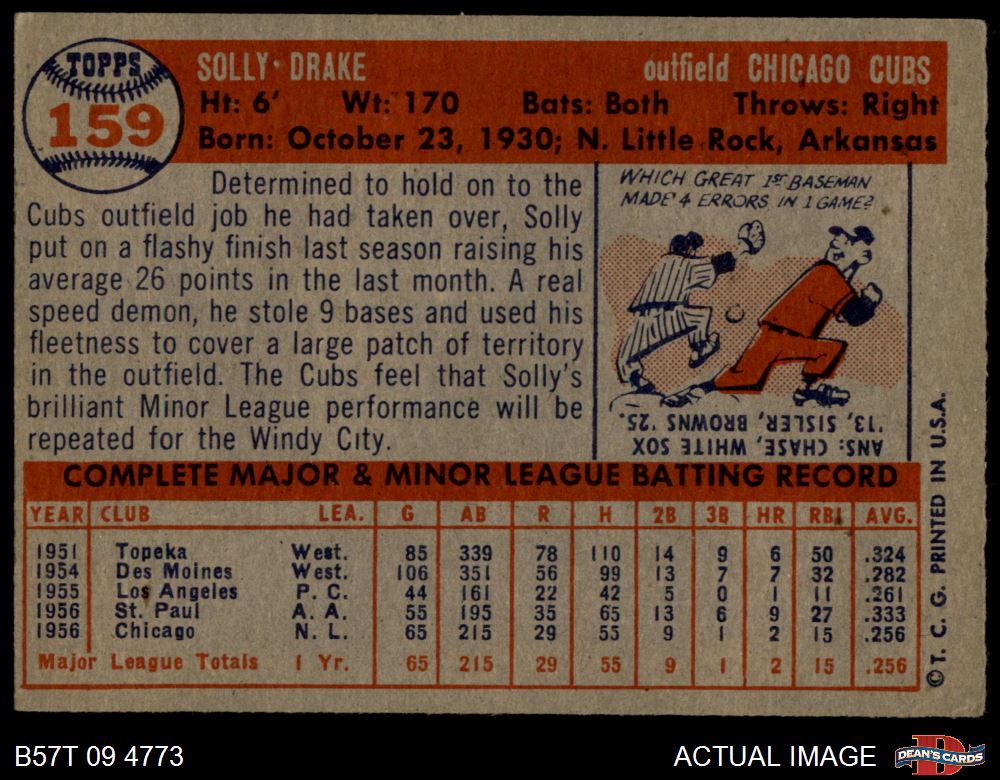 TOPPS
159
SOLLY DRAKE outfield CHICAGO CUBS
Ht: 6' Wt: 170 Bats: Both Throws: Right
Born: October 23, 1930; N. Little Rock, Arkansas
Determined to hold on to the
Cubs outfield job he had taken over, Solly
put on a flashy finish last season raising his
average 26 points in the last month. A real
speed demon, he stole 9 bases and used his
fleetness to cover a large patch of territory
in the outfield. The Cubs feel that Solly's
brilliant Minor League performance will be
repeated for the Windy City.
WHICH GREAT 1ST BASEMAN
MADE 4 ERRORS IN 1 GAME?
ANS: CHASE, WHITE SOX
'13, SISLER, BROWNS '25.
COMPLETE MAJOR & MINOR LEAGUE BATTING RECORD
YEAR CLUB LEA. G AB R H 2B 3B HR RBI AVG.
1951 Topeka West. 85 339 78 110 14 9 6 50 .324
1954 Des Moines West. 106 351 56 99 13 7 7 32 .282
1955 Los Angeles P. C. 44 161 22 42 5 0 1 11 .261
1956 St. Paul A. A. 55 195 35 65 13 6 9 27 .333
1956 Chicago N. L. 65 215 29 55 9 1 2 15 .256
Major League Totals 1 Yr. 65 215 29 55 9 1 2 15 .256
© T. C. G. PRINTED IN U.S.A.
B57T 09 4773
ACTUAL IMAGE
DEAN'S CARDS